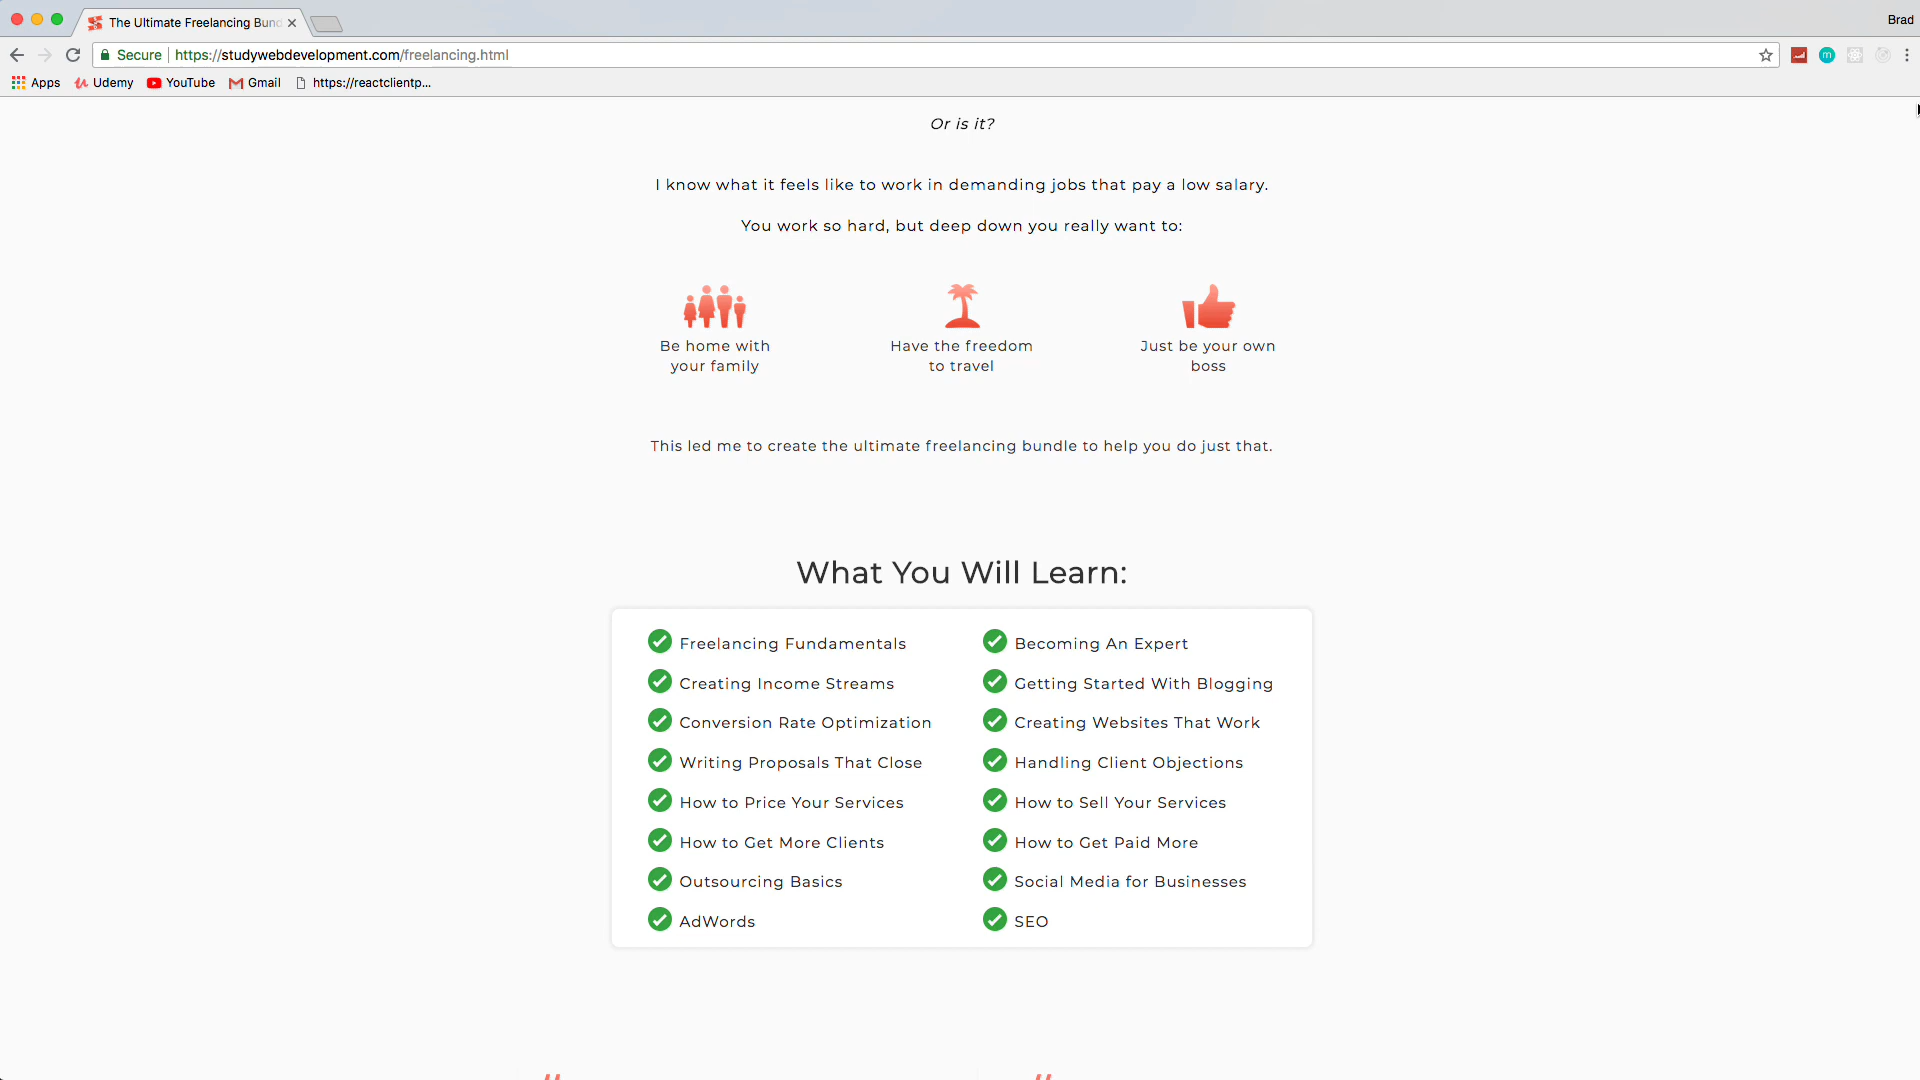 The Ultimate Freelancing Bun
Brad
Secure
https://studywebdevelopment.com/freelancing.html
m
Apps
Udemy
YouTube
Gmail
https://reactclientp...
Or is it?
I know what it feels like to work in demanding jobs that pay a low salary.
You work so hard, but deep down you really want to:
Be home with
your family
Have the freedom
to travel
Just be your own
boss
This led me to create the ultimate freelancing bundle to help you do just that.
What You Will Learn:
Freelancing Fundamentals
Becoming An Expert
Creating Income Streams
Getting Started With Blogging
Conversion Rate Optimization
Creating Websites That Work
Writing Proposals That Close
Handling Client Objections
How to Price Your Services
How to Sell Your Services
How to Get More Clients
How to Get Paid More
Outsourcing Basics
Social Media for Businesses
AdWords
SEO